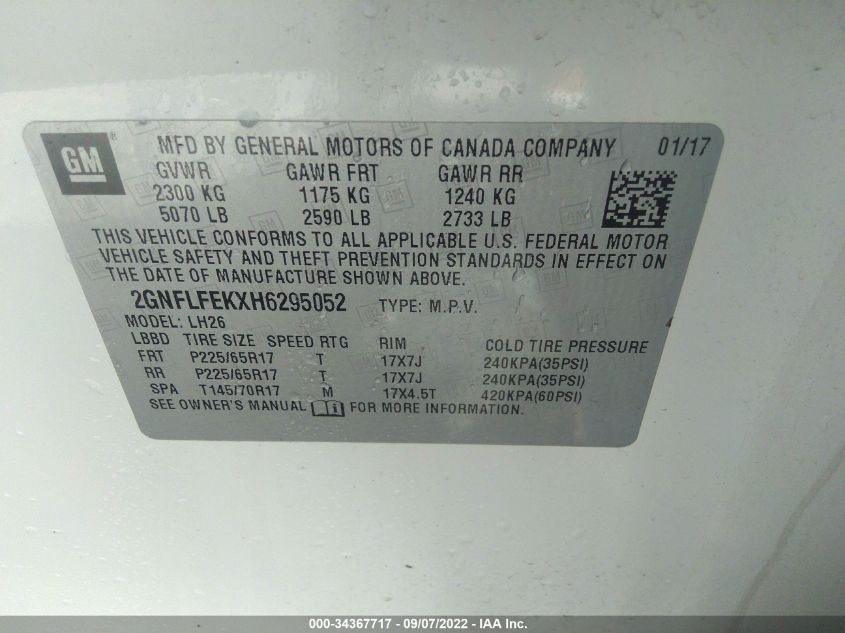 GM ® MFD BY GENERAL MOTORS OF CANADA COMPANY 01/17
GVWR GAWR FRT GAWR RR
2300 KG 1175 KG 1240 KG
5070 LB 2590 LB 2733 LB
THIS VEHICLE CONFORMS TO ALL APPLICABLE U.S. FEDERAL MOTOR
VEHICLE SAFETY AND THEFT PREVENTION STANDARDS IN EFFECT ON
THE DATE OF MANUFACTURE SHOWN ABOVE.
2GNFLFEKXH6295052 TYPE: M.P.V.
MODEL: LH26
LBBD TIRE SIZE SPEED RTG RIM COLD TIRE PRESSURE
FRT P225/65R17 T 17X7J 240KPA(35PSI)
RR P225/65R17 T 17X7J 240KPA(35PSI)
SPA T145/70R17 M 17X4.5T 420KPA(60PSI)
SEE OWNER'S MANUAL FOR MORE INFORMATION.
000-34367717 - 09/07/2022 - IAA Inc.